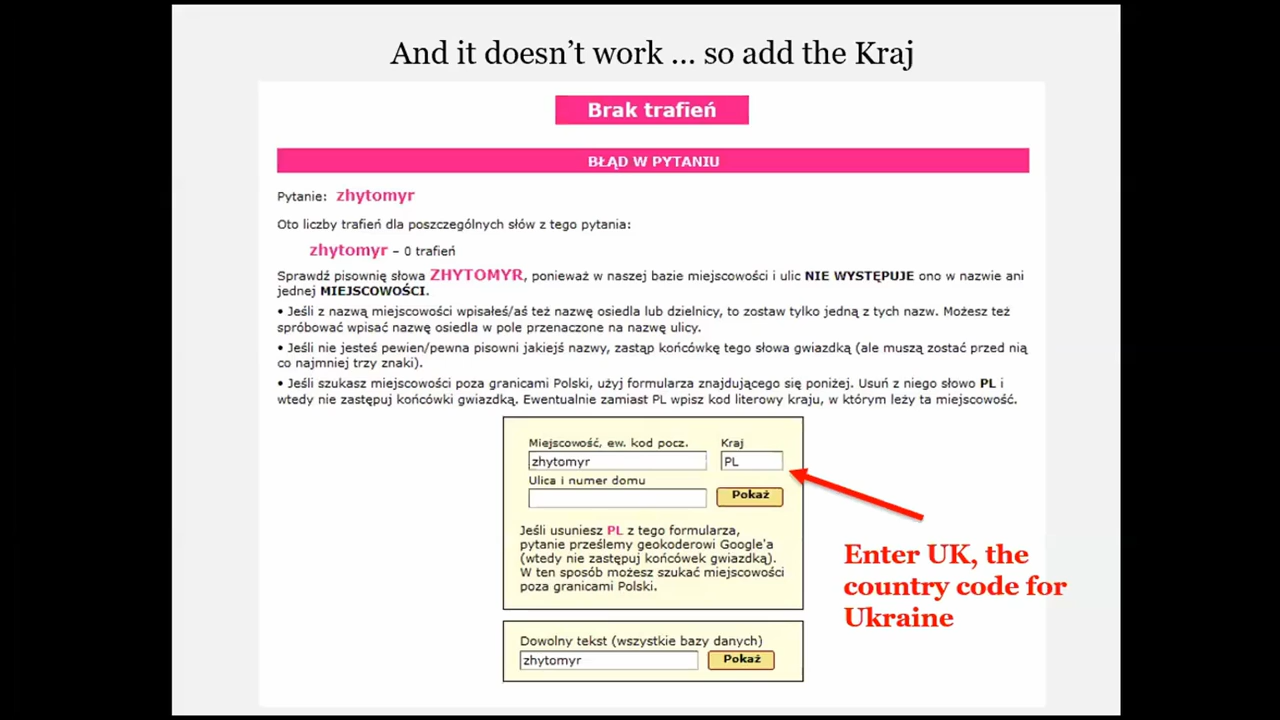 And it doesn’t work ... so add the Kraj
Brak trafień
BŁĄD W PYTANIU
Pytanie: zhytomyr
Oto liczby trafień dla poszczególnych słów z tego pytania:
zhytomyr – 0 trafień
Sprawdź pisownię słowa ZHYTOMYR, ponieważ w naszej bazie miejscowości i ulic NIE WYSTĘPUJE ono w nazwie ani
jednej MIEJSCOWOŚCI.
• Jeśli z nazwą miejscowości wpisałeś/aś też nazwę osiedla lub dzielnicy, to zostaw tylko jedną z tych nazw. Możesz też
spróbować wpisać nazwę osiedla w pole przenaczone na nazwę ulicy.
• Jeśli nie jesteś pewien/pewna pisowni jakiejś nazwy, zastąp końcówkę tego słowa gwiazdką (ale muszą zostać przed nią
co najmniej trzy znaki).
• Jeśli szukasz miejscowości poza granicami Polski, użyj formularza znajdującego się poniżej. Usuń z niego słowo PL i
wtedy nie zastępuj końcówki gwiazdką. Ewentualnie zamiast PL wpisz kod literowy kraju, w którym leży ta miejscowość.
Miejscowość, ew. kod pocz. Kraj
zhytomyr PL
Ulica i numer domu
Pokaż
Jeśli usuniesz PL z tego formularza,
pytanie prześlemy geokoderowi Google'a
(wtedy nie zastępuj końcówek gwiazdką).
W ten sposób możesz szukać miejscowości
poza granicami Polski.
Enter UK, the
country code for
Ukraine
Dowolny tekst (wszystkie bazy danych)
zhytomyr Pokaż